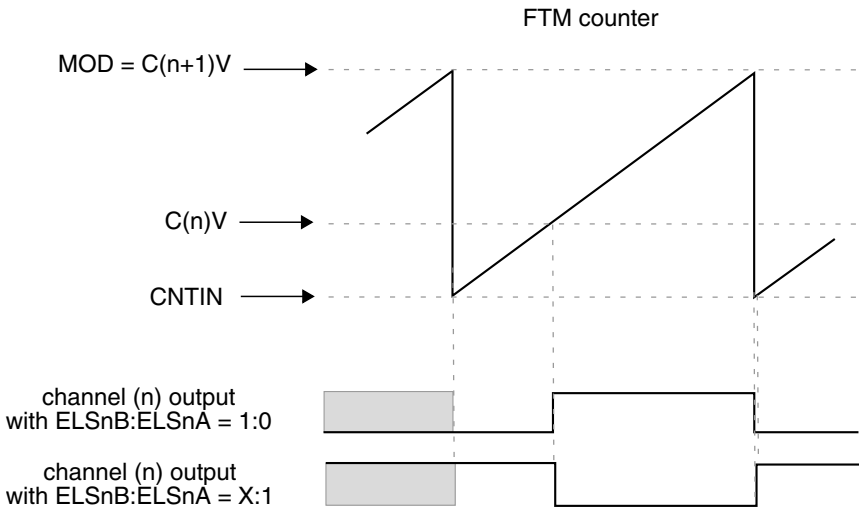 FTM counter
MOD = C(n+1)V
C(n)V
CNTIN
channel (n) output
with ELSnB:ELSnA = 1:0
channel (n) output
with ELSnB:ELSnA = X:1